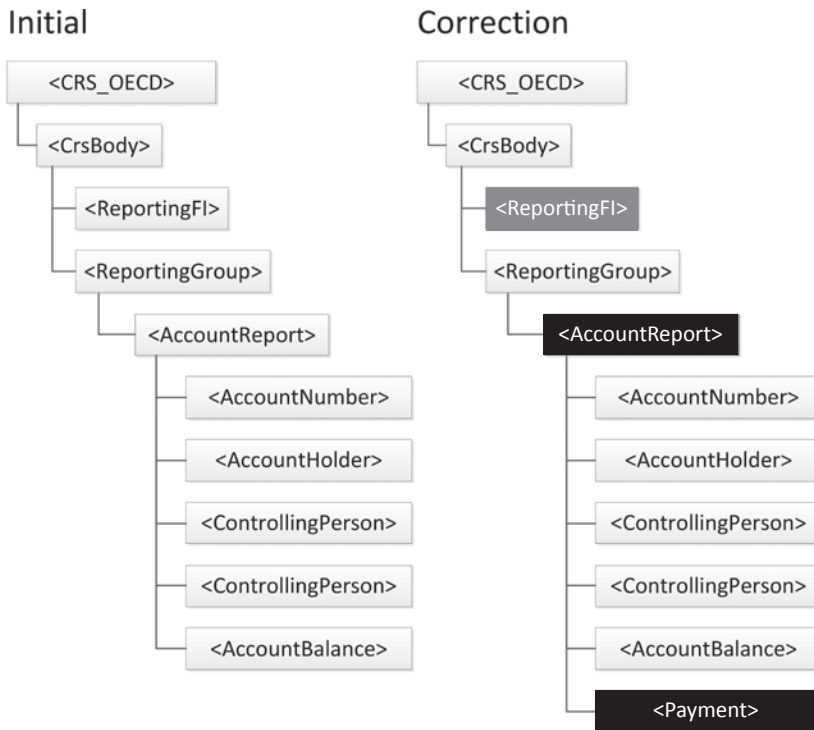 Initial
<CRS_OECD>
<CrsBody>
<ReportingFI>
<ReportingGroup>
<AccountReport>
<AccountNumber>
<AccountHolder>
<ControllingPerson>
<ControllingPerson>
<AccountBalance>
Correction
<CRS_OECD>
<CrsBody>
<ReportingFI>
<ReportingGroup>
<AccountReport>
<AccountNumber>
<AccountHolder>
<ControllingPerson>
<ControllingPerson>
<AccountBalance>
<Payment>